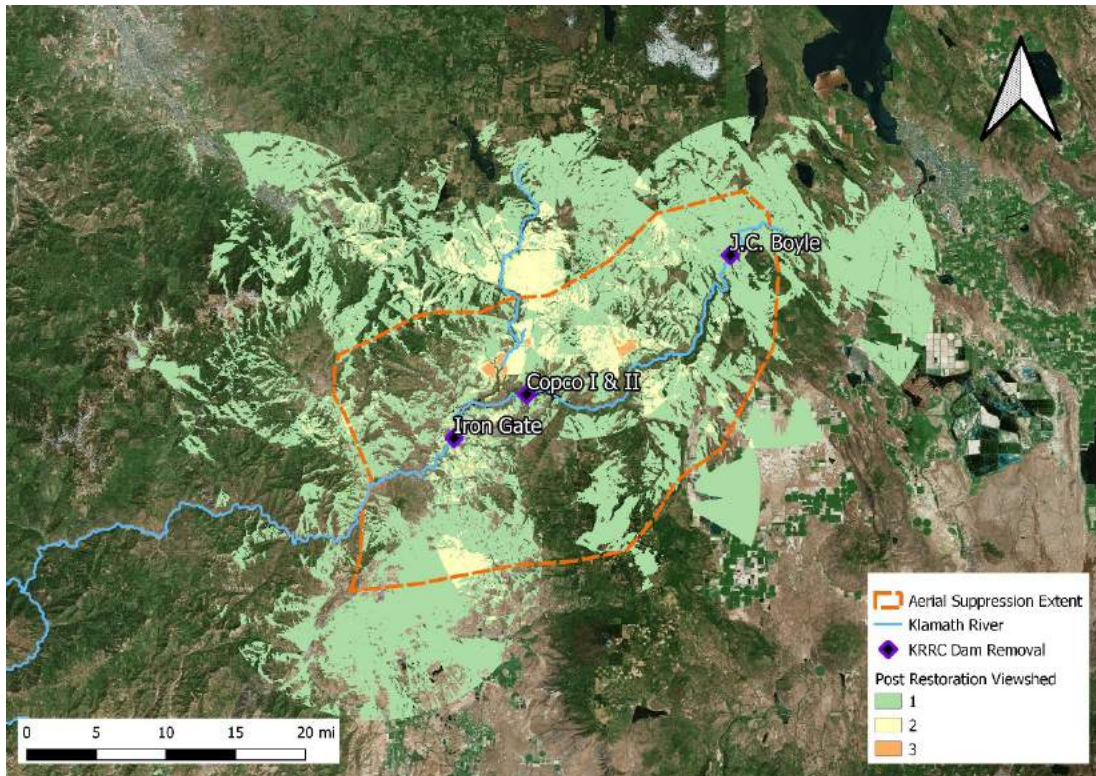 J.C. Boyle
Copco I & II
Iron Gate
Aerial Suppression Extent
Klamath River
KRRC Dam Removal
Post Restoration Viewshed
1
2
3
0 5 10 15 20 mi